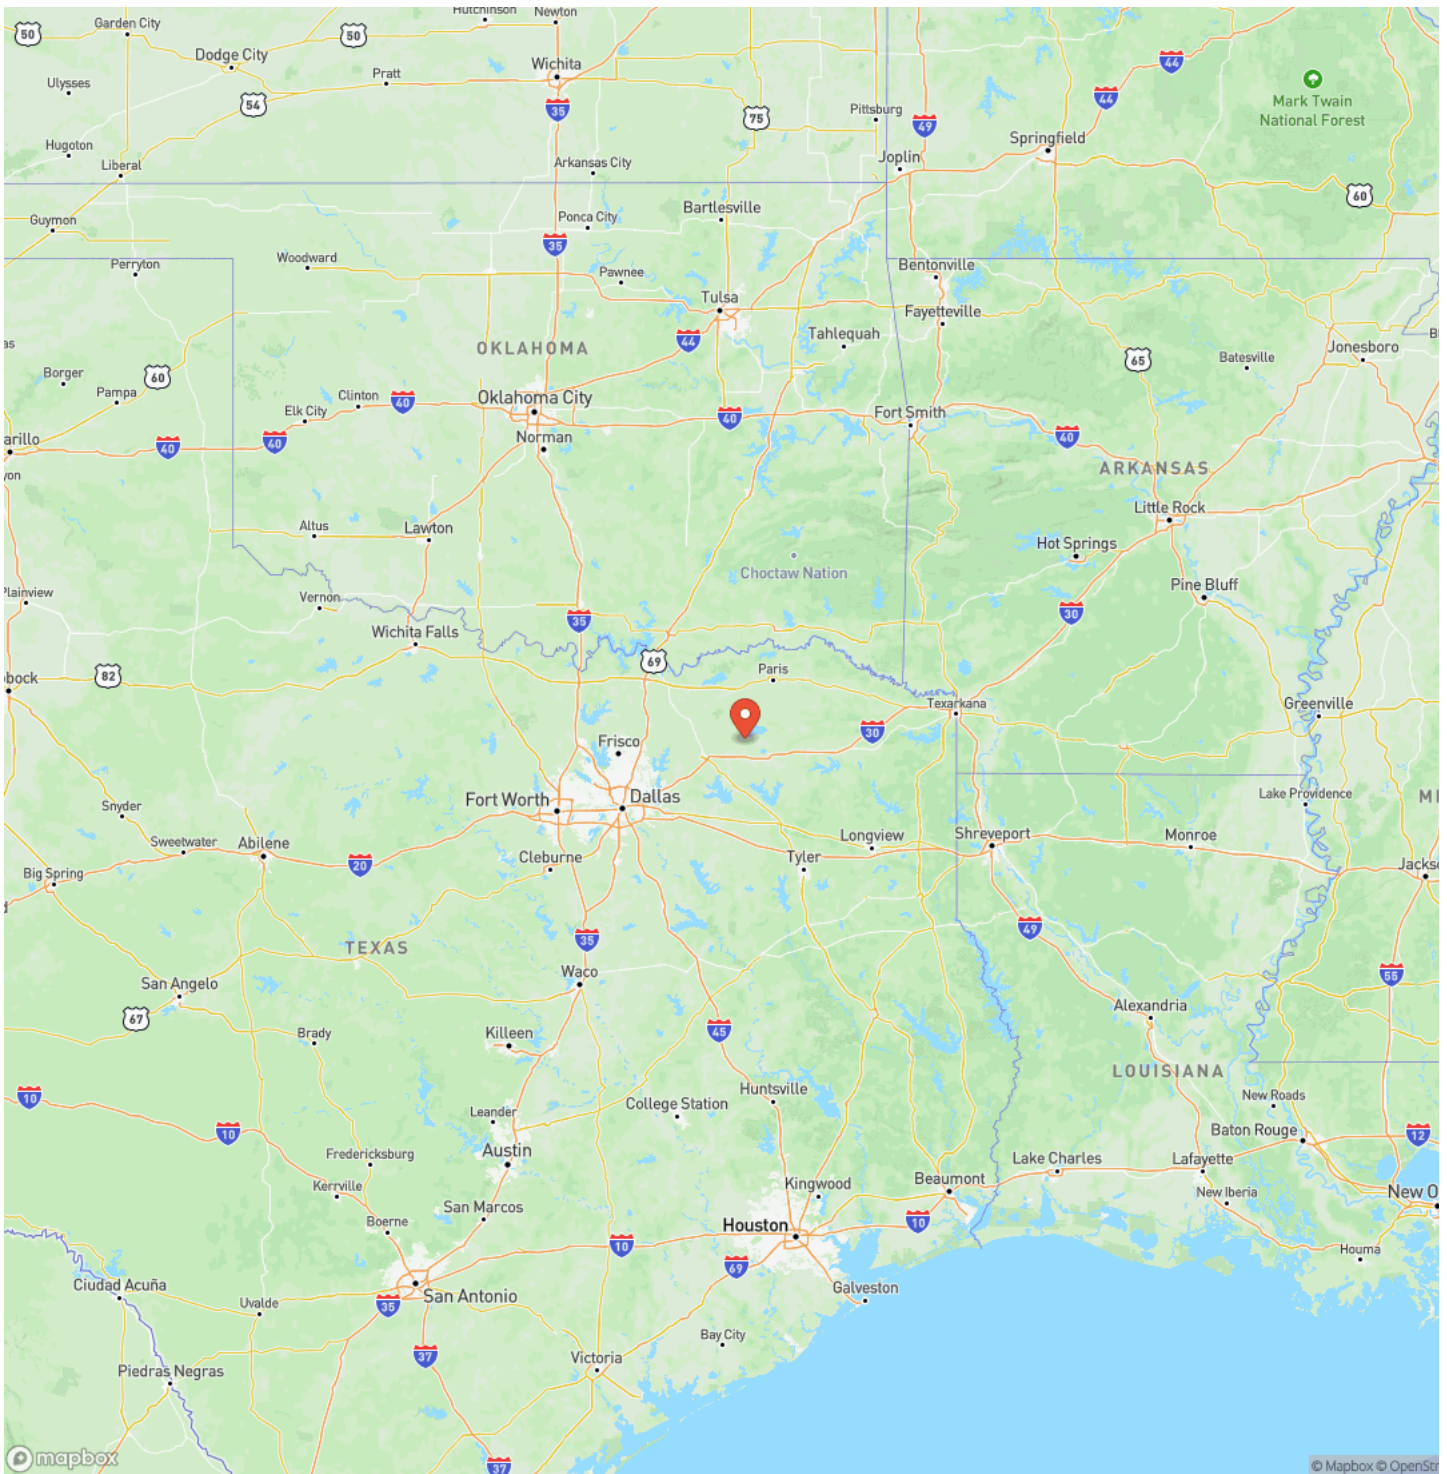 Garden City
Hutchinson
Newton
50
50
Dodge City
Wichita
44
Ulysses
Pratt
Mark Twain
National Forest
54
35
75
Pittsburg
49
44
Hugoton
Liberal
Arkansas City
Joplin
Springfield
60
Guymon
Ponca City
Bartlesville
35
Perryton
Woodward
Pawnee
Bentonville
Tulsa
Fayetteville
OKLAHOMA
44
Tahlequah
65
Batesville
Jonesboro
Borger
60
Pampa
Clinton
40
Oklahoma City
Elk City
40
Fort Smith
arillo
40
40
Norman
40
ARKANSAS
yon
Little Rock
Altus
Lawton
Hot Springs
Choctaw Nation
Pine Bluff
Plainview
Vernon
35
30
Wichita Falls
82
69
Paris
bock
Texarkana
Greenville
30
Frisco
Fort Worth
Dallas
Lake Providence
MI
Snyder
Sweetwater
Abilene
Longview
Shreveport
Monroe
Big Spring
20
Cleburne
Tyler
Jacks
TEXAS
35
49
San Angelo
Waco
55
67
Brady
Killeen
45
Alexandria
10
Leander
College Station
Huntsville
LOUISIANA
New Roads
10
Fredericksburg
Austin
Baton Rouge
12
Kerrville
San Marcos
Kingwood
Beaumont
Lake Charles
Lafayette
Boerne
Houston
10
New Iberia
New O
10
69
Houma
Ciudad Acuña
Uvalde
35
San Antonio
Galveston
37
Bay City
Piedras Negras
Victoria
37
mapbox
© Mapbox © OpenStr